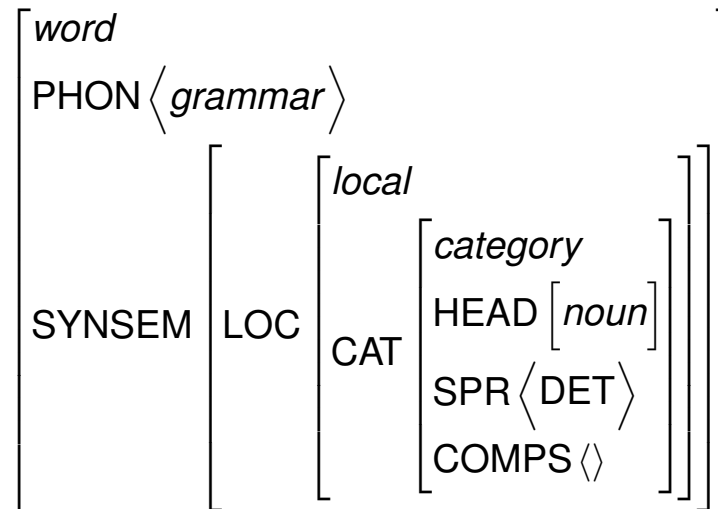 word
PHON ⟨grammar⟩
local
category
HEAD [noun]
SYNSEM LOC CAT
SPR ⟨DET⟩
COMPS ⟨⟩